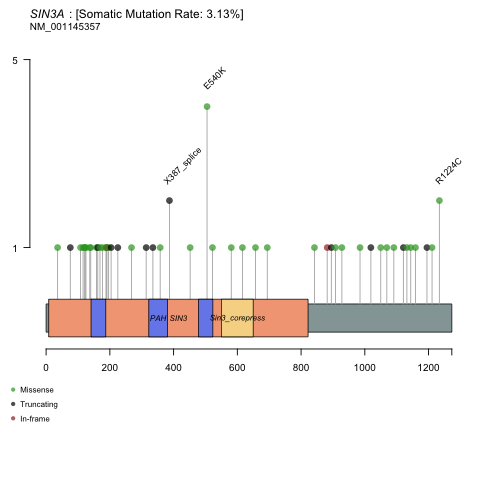 SIN3A : [Somatic Mutation Rate: 3.13%]
NM_001145357
5
E540K
X387_splice
R1224C
1
PAH SIN3 Sin3_corepress
0 200 400 600 800 1000 1200
Missense
Truncating
In-frame